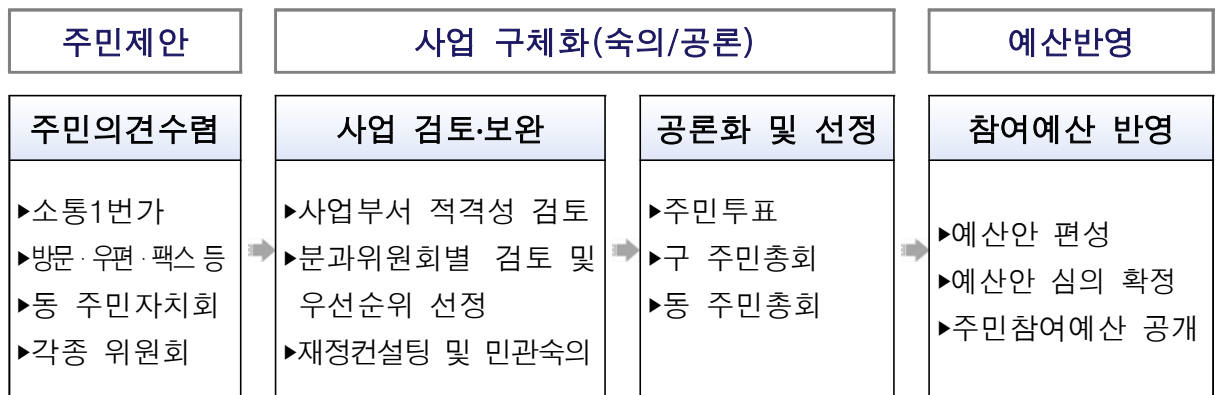 주민제안
사업 구체화(숙의/공론)
예산반영
주민의견수렴
▶소통1번가
▶방문·우편·팩스 등
▶동 주민자치회
▶각종 위원회
사업 검토·보완
▶사업부서 적격성 검토
▶분과위원회별 검토 및
우선순위 선정
▶재정컨설팅 및 민관숙의
공론화 및 선정
▶주민투표
▶구 주민총회
▶동 주민총회
참여예산 반영
▶예산안 편성
▶예산안 심의 확정
▶주민참여예산 공개